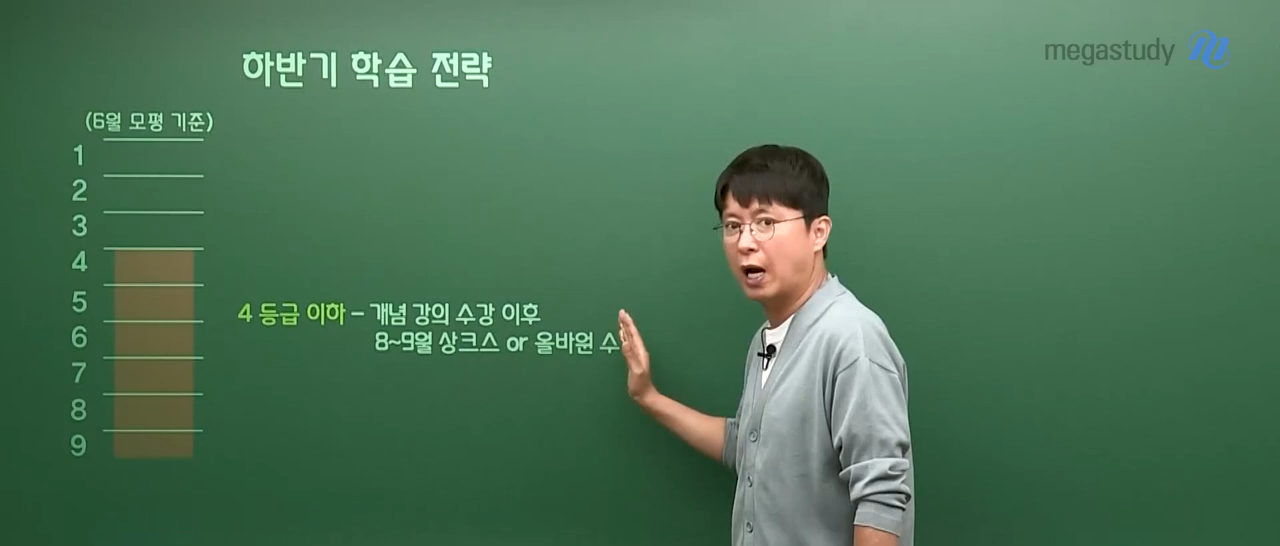 megastudy
하반기 학습 전략
(6월 모평 기준)
1
2
3
4
5
6
7
8
9
4 등급 이하 - 개념 강의 수강 이후
8~9월 상크스 or 올바원 수